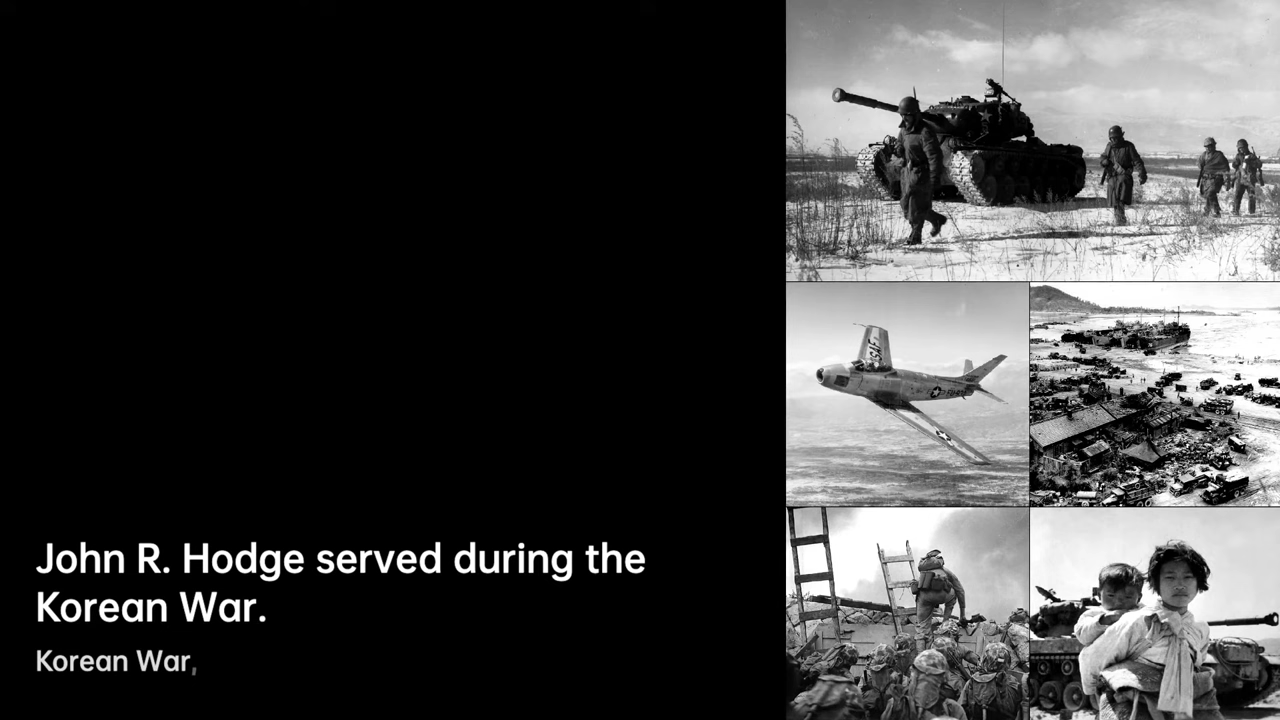 John R. Hodge served during the
Korean War.
Korean War,